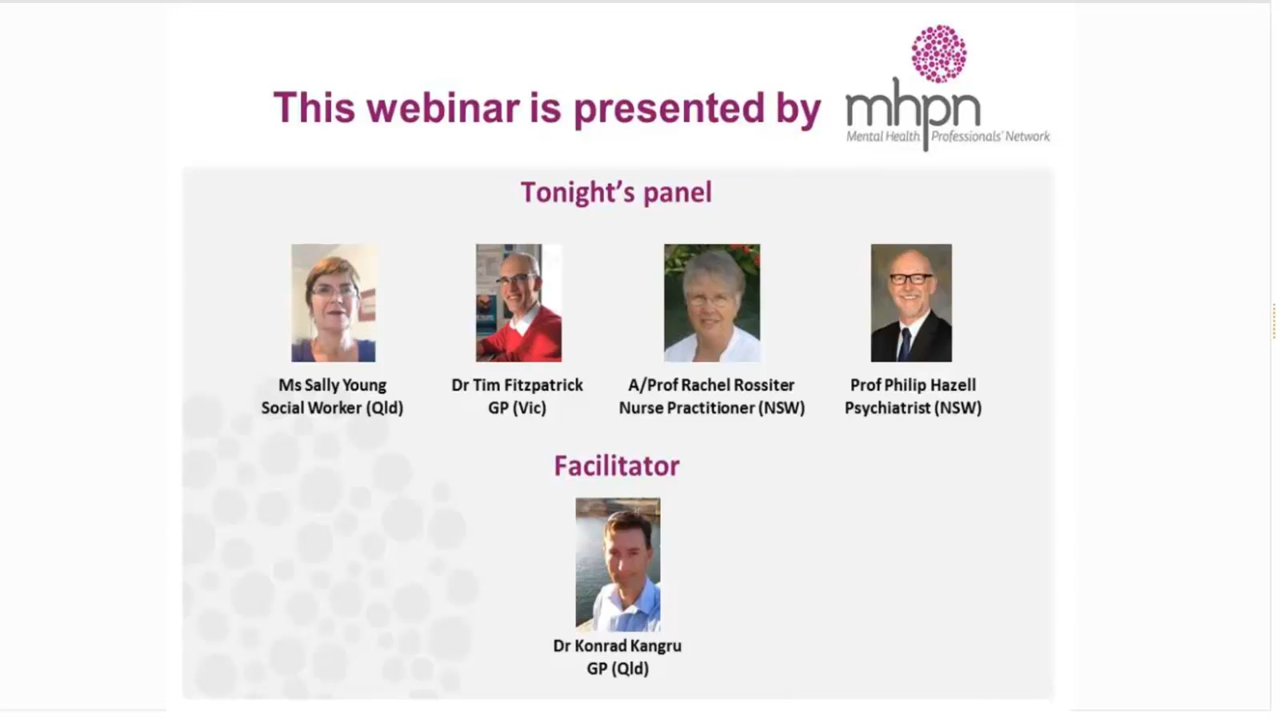 This webinar is presented by
mhpn
Mental Health Professionals' Network
Tonight's panel
Ms Sally Young
Social Worker (Qld)
Dr Tim Fitzpatrick
GP (Vic)
A/Prof Rachel Rossiter
Nurse Practitioner (NSW)
Prof Philip Hazell
Psychiatrist (NSW)
Facilitator
Dr Konrad Kangru
GP (Qld)